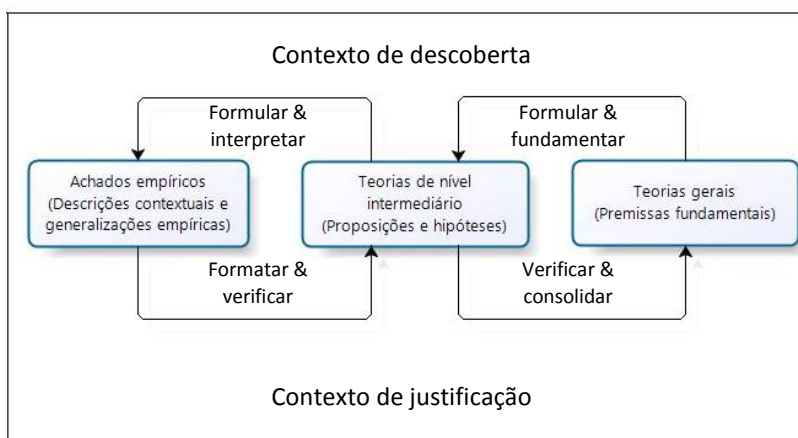 Contexto de descoberta
Formular &
interpretar
Formular &
fundamentar
Achados empíricos
(Descrições contextuais e
generalizações empíricas)
Teorias de nível
intermediário
(Proposições e hipóteses)
Teorias gerais
(Premissas fundamentais)
Formatar &
verificar
Verificar &
consolidar
Contexto de justificação